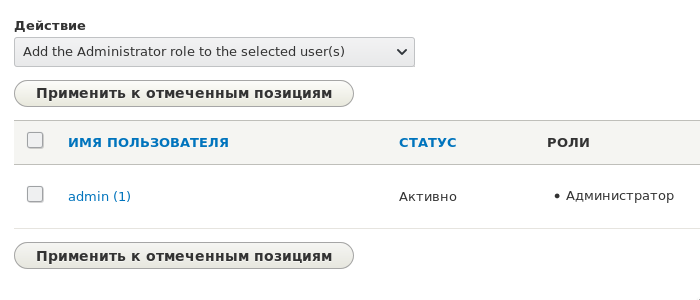 Действие
Add the Administrator role to the selected user(s)
Применить к отмеченным позициям
ИМЯ ПОЛЬЗОВАТЕЛЯ СТАТУС РОЛИ
admin (1) Активно • Администратор
Применить к отмеченным позициям